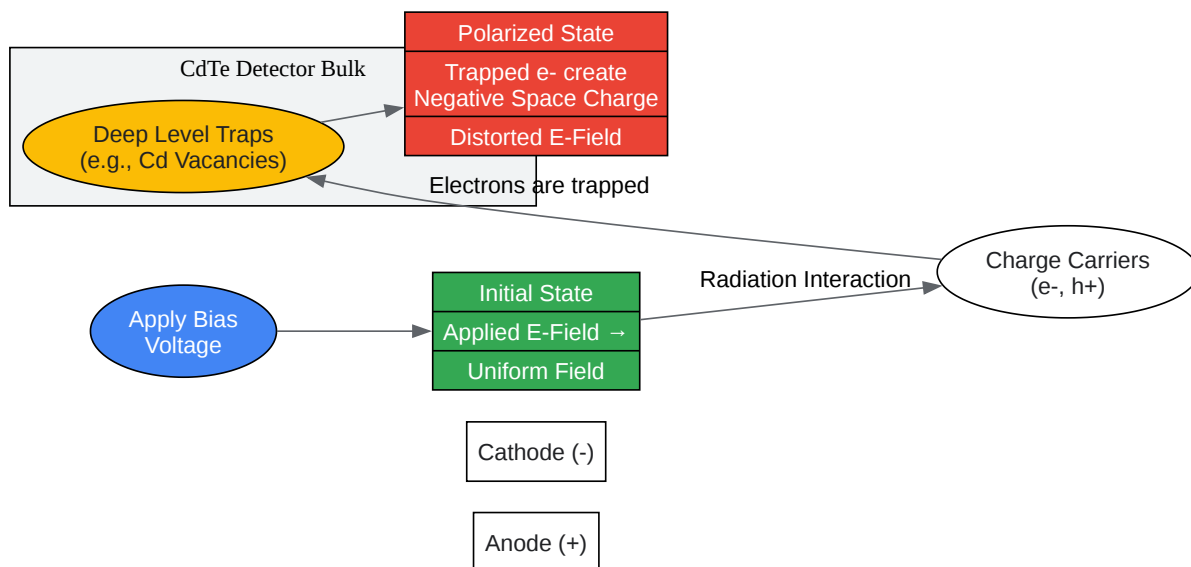 Polarized State
CdTe Detector Bulk
Trapped e- create
Negative Space Charge
Deep Level Traps
(e.g., Cd Vacancies)
Distorted E-Field
Electrons are trapped
Charge Carriers
(e-, h+)
Radiation Interaction
Initial State
Apply Bias
Voltage
Applied E-Field →
Uniform Field
Cathode (-)
Anode (+)